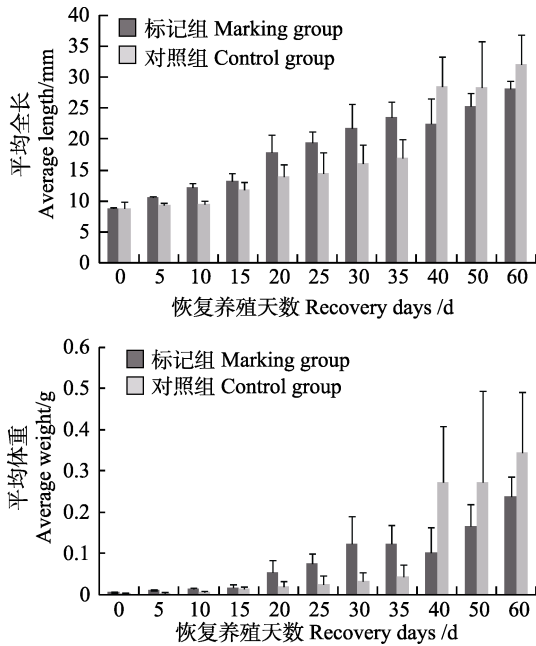 40
35
30
25
20
15
10
5
0
平均全长
Average length/mm
标记组 Marking group
对照组 Control group
0 5 10 15 20 25 30 35 40 50 60
恢复养殖天数 Recovery days /d
0.6
0.5
0.4
0.3
0.2
0.1
0
平均体重
Average weight/g
标记组 Marking group
对照组 Control group
0 5 10 15 20 25 30 35 40 50 60
恢复养殖天数 Recovery days /d